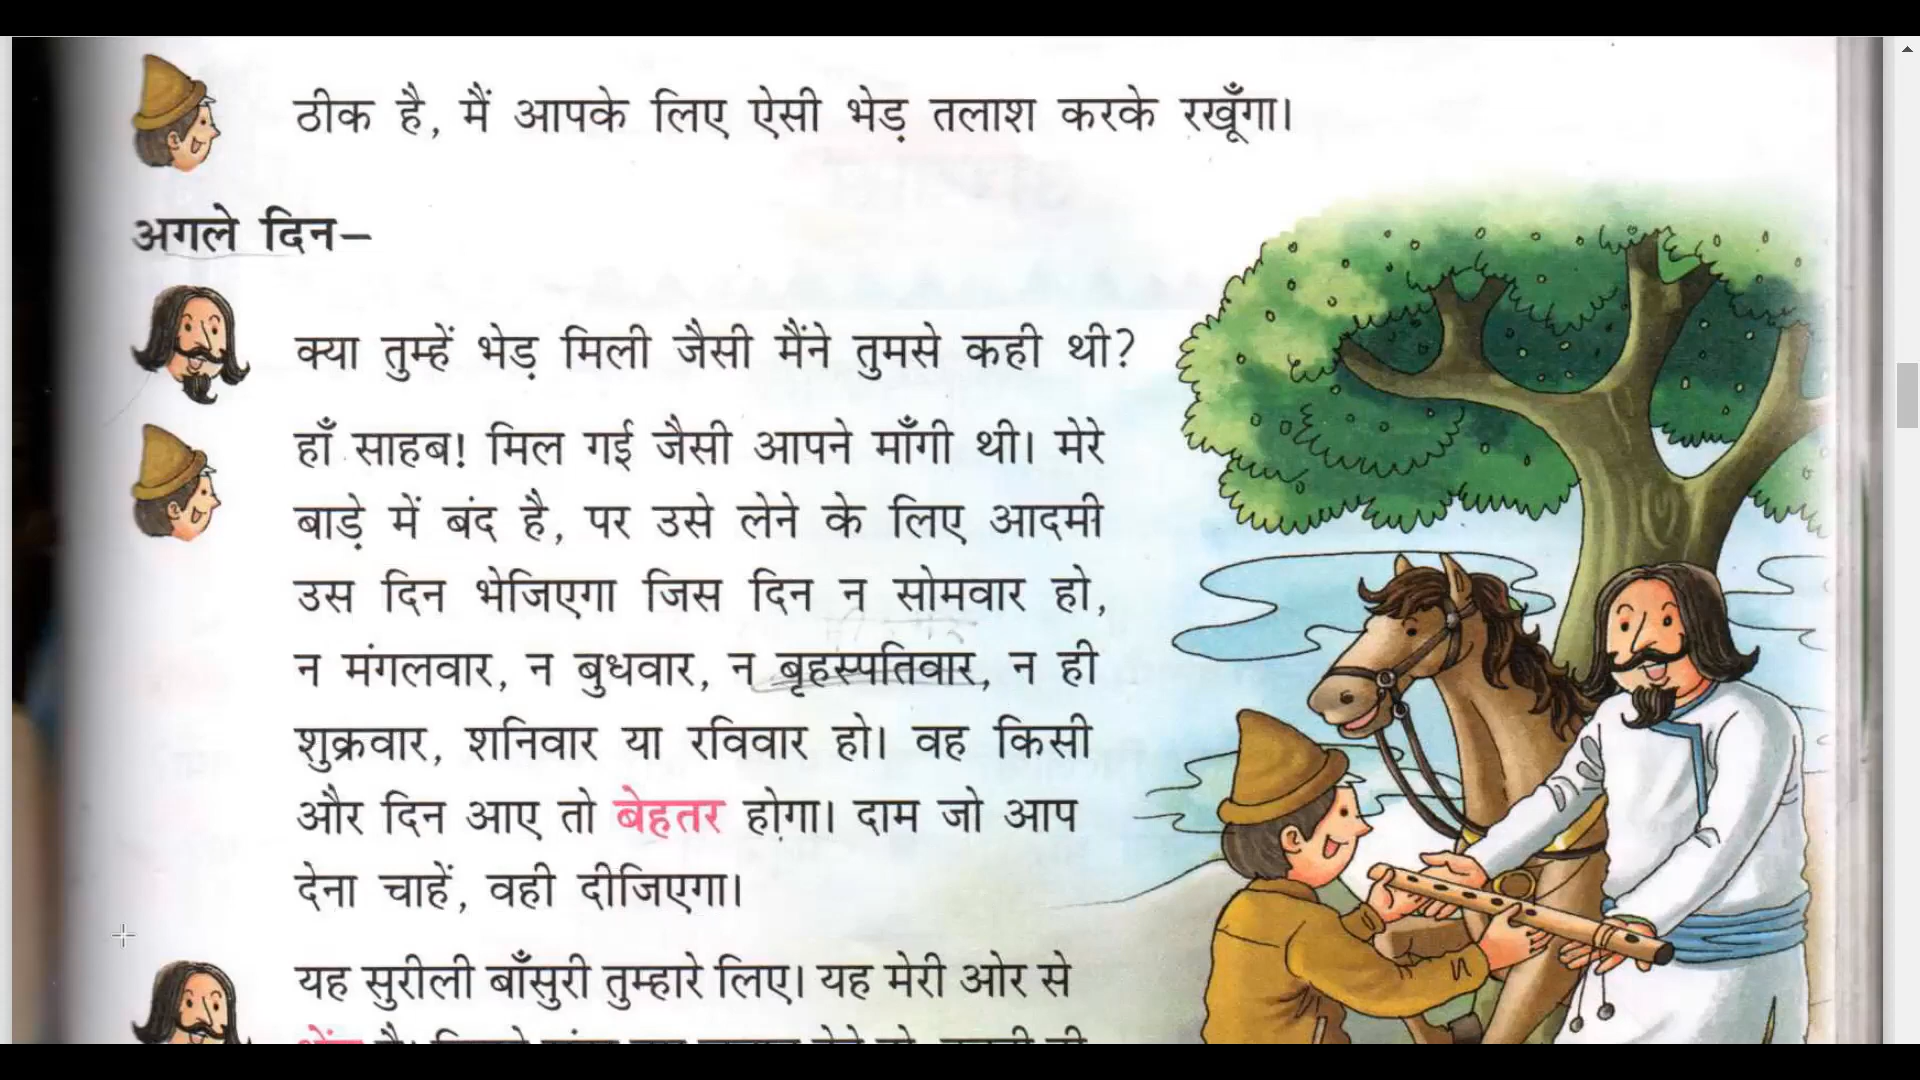 ठीक है, मैं आपके लिए ऐसी भेड़ तलाश करके रखूँगा।
अगले दिन–
क्या तुम्हें भेड़ मिली जैसी मैंने तुमसे कही थी?
हाँ साहब! मिल गई जैसी आपने माँगी थी। मेरे
बाड़े में बंद है, पर उसे लेने के लिए आदमी
उस दिन भेजिएगा जिस दिन न सोमवार हो,
न मंगलवार, न बुधवार, न बृहस्पतिवार, न ही
शुक्रवार, शनिवार या रविवार हो। वह किसी
और दिन आए तो बेहतर होगा। दाम जो आप
देना चाहें, वही दीजिएगा।
यह सुरीली बाँसुरी तुम्हारे लिए। यह मेरी ओर से